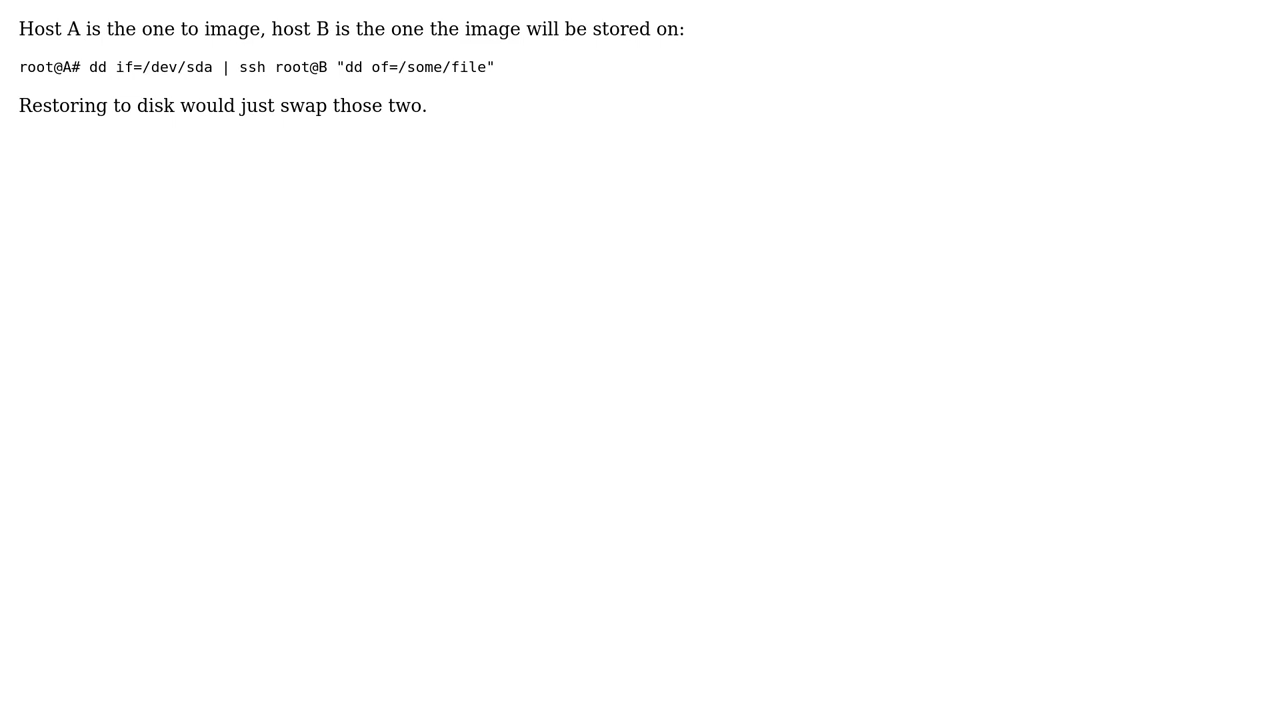 Host A is the one to image, host B is the one the image will be stored on:
root@A# dd if=/dev/sda | ssh root@B "dd of=/some/file"
Restoring to disk would just swap those two.